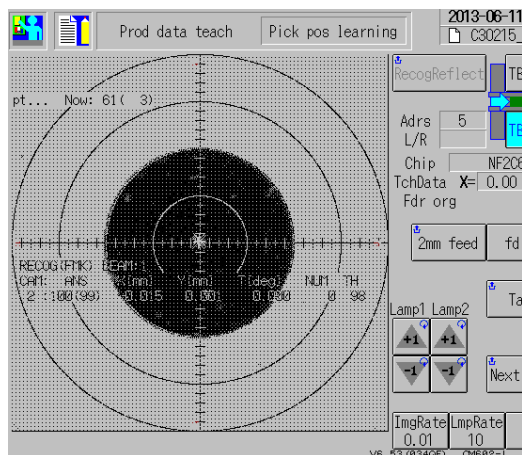 Prod data teach
Pick pos learning
2013-06-11
C30215_
RecogReflect
TB
pt... Now: 61( 3)
Adrs 5
L/R
TB
Chip NF2C6
TchData X= 0.00
Fdr org
2mm feed
fd
RECOG(FMK) BEAM:1
CAM: ANS X[mm] Y[mm] T[deg] NUM TH
2 :100(99) -0.015 0.001 0.000 0 98
Ta
Lamp1 Lamp2
+1 +1
-1 -1
Next
ImgRate LmpRate
0.01 10